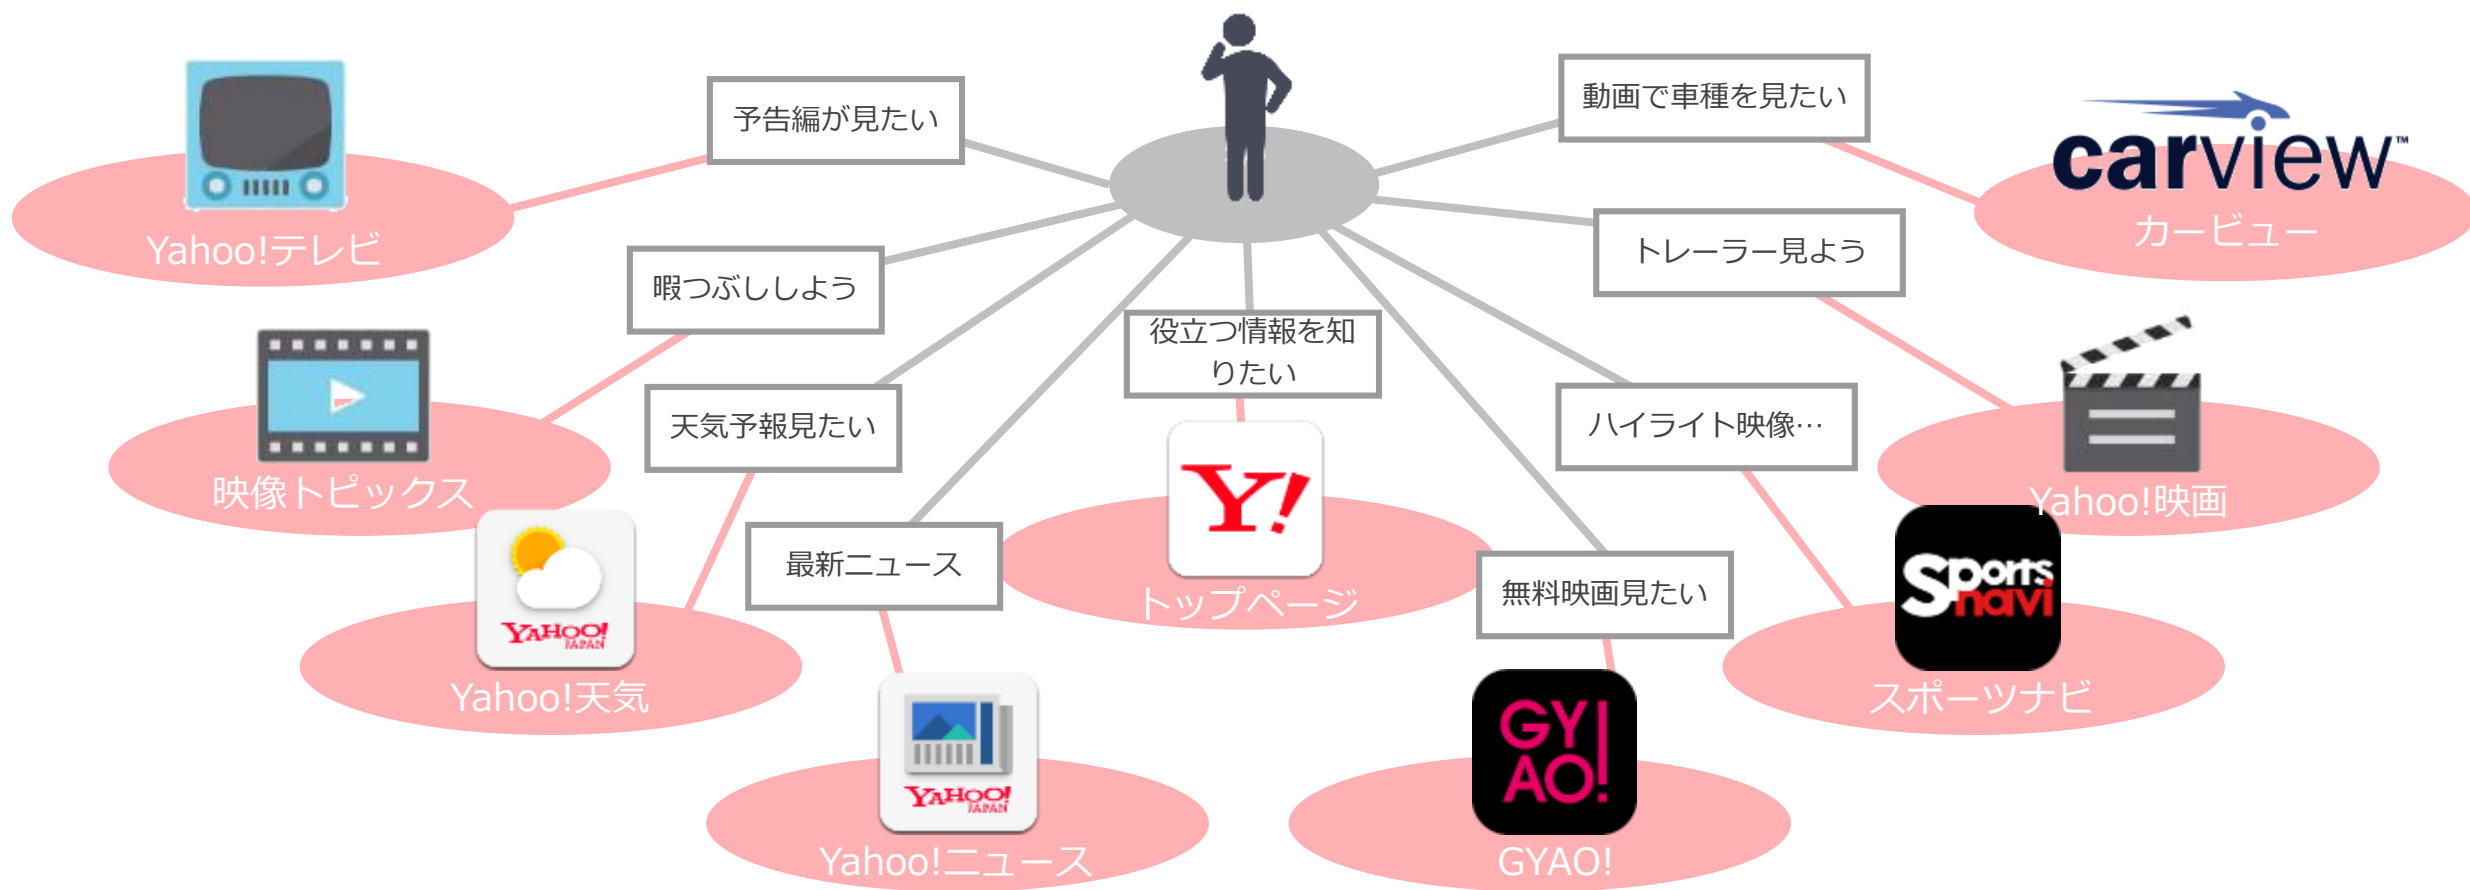 予告編が見たい
動画で車種を見たい
carview™
カービュー
Yahoo!テレビ
トレーラー見よう
暇つぶししよう
役立つ情報を知
りたい
天気予報見たい
ハイライト映像…
Y!
映像トピックス
Yahoo!映画
最新ニュース
トップページ
無料映画見たい
Sports
navi
YAHOO!
JAPAN
Yahoo!天気
スポーツナビ
GY
AO!
YAHOO!
JAPAN
Yahoo!ニュース
GYAO!